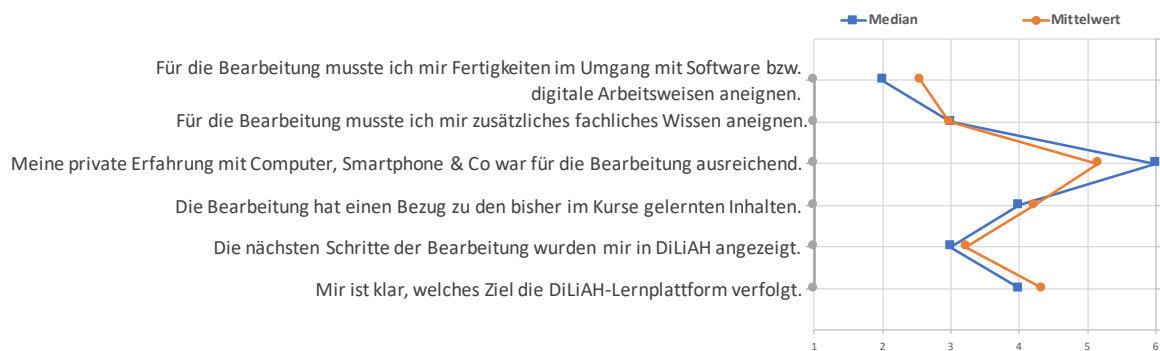 Median Mittelwert
Für die Bearbeitung musste ich mir Fertigkeiten im Umgang mit Software bzw.
digitale Arbeitsweisen aneignen.
Für die Bearbeitung musste ich mir zusätzliches fachliches Wissen aneignen.
Meine private Erfahrung mit Computer, Smartphone & Co war für die Bearbeitung ausreichend.
Die Bearbeitung hat einen Bezug zu den bisher im Kurse gelernten Inhalten.
Die nächsten Schritte der Bearbeitung wurden mir in DiLiAH angezeigt.
Mir ist klar, welches Ziel die DiLiAH-Lernplattform verfolgt.
1 2 3 4 5 6